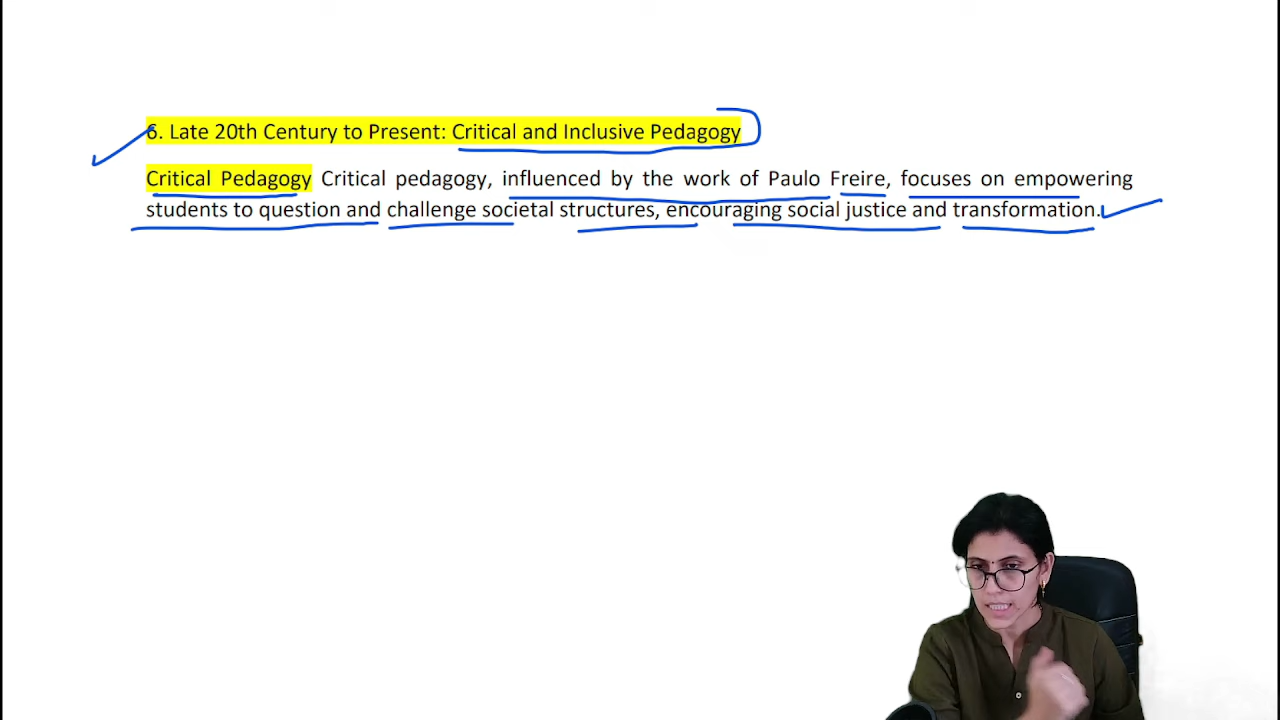 6. Late 20th Century to Present: Critical and Inclusive Pedagogy
Critical Pedagogy Critical pedagogy, influenced by the work of Paulo Freire, focuses on empowering
students to question and challenge societal structures, encouraging social justice and transformation.